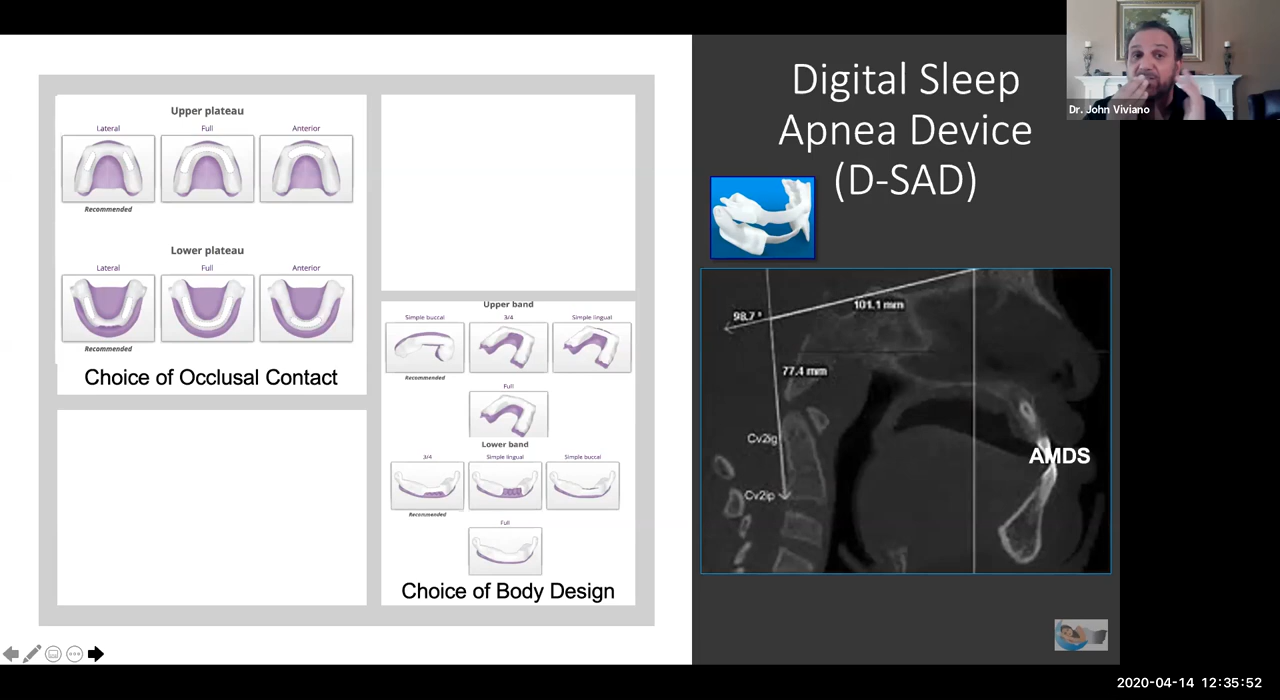 Upper plateau
Lateral Full Anterior
Recommended
Lower plateau
Lateral Full Anterior
Recommended
Choice of Occlusal Contact
Upper band
Simple buccal 3/4 Simple lingual
Recommended
Full
Lower band
3/4 Simple lingual Simple buccal
Recommended
Full
Choice of Body Design
Digital Sleep
Apnea Device
(D-SAD)
98.7 °
101.1 mm
77.4 mm
Cv2ig
Cv2ip
AMDS
Dr. John Viviano
2020-04-14 12:35:52